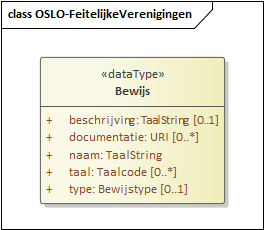 class OSLO-FeitelijkeVerenigingen
«dataType»
Bewijs
+ beschrijving: TaalString [0..1]
+ documentatie: URI [0..*]
+ naam: TaalString
+ taal: Taalcode [0..*]
+ type: Bewijstype [0..1]